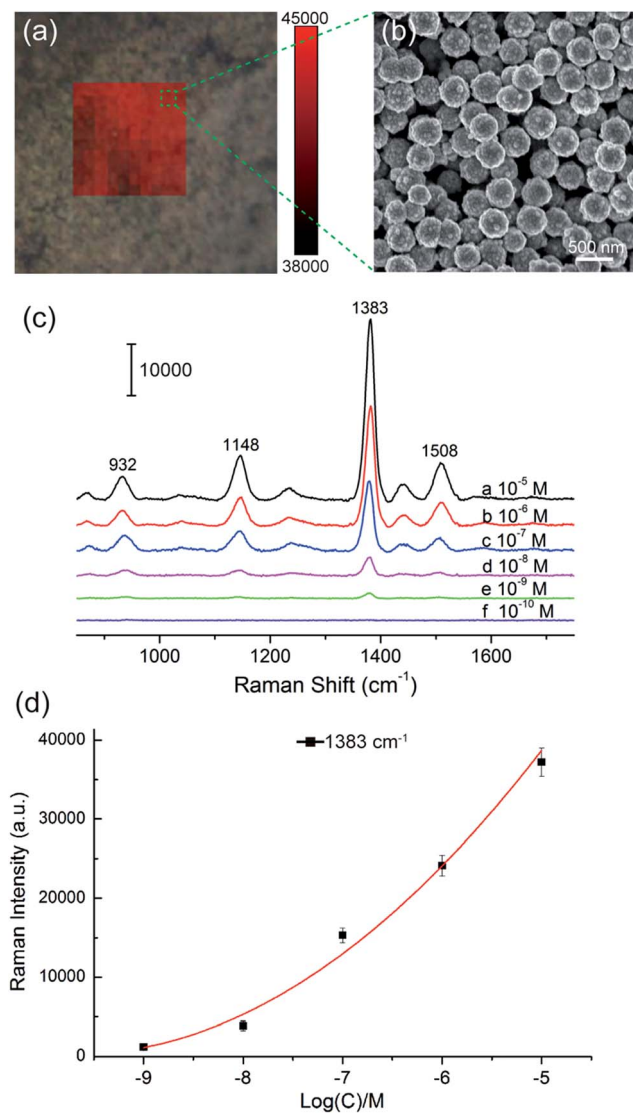 (a)
45000
38000
(b)
500 nm
(c)
10000
932
1148
1383
1508
a 10⁻⁵ M
b 10⁻⁶ M
c 10⁻⁷ M
d 10⁻⁸ M
e 10⁻⁹ M
f 10⁻¹⁰ M
1000 1200 1400 1600
Raman Shift (cm⁻¹)
(d)
1383 cm⁻¹
40000
30000
20000
10000
0
Raman Intensity (a.u.)
-9 -8 -7 -6 -5
Log(C)/M